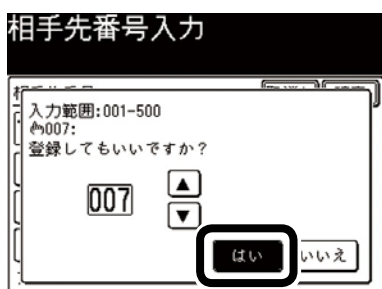 相手先番号入力
入力範囲:001-500
007:
登録してもいいですか？
007
▲
▼
はい
いいえ